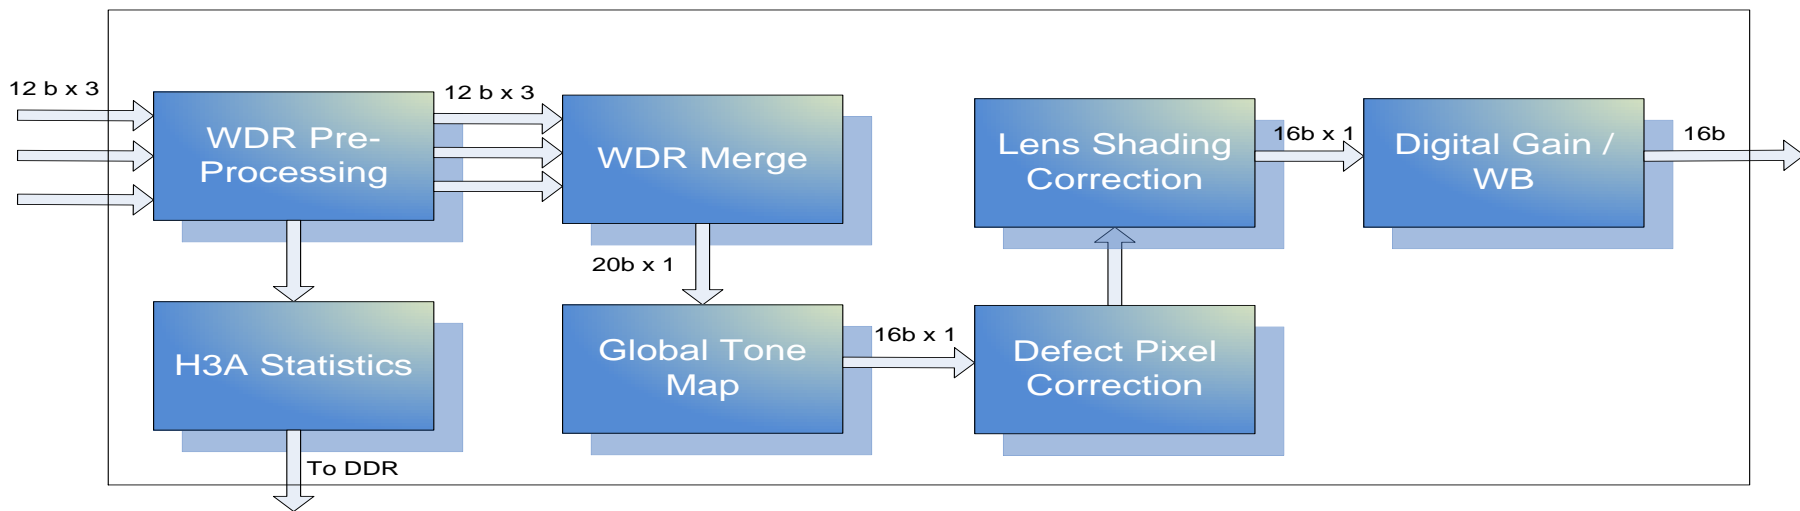 12 b x 3
WDR Pre-
Processing
12 b x 3
WDR Merge
Lens Shading
Correction
16b x 1
Digital Gain /
WB
16b
20b x 1
H3A Statistics
Global Tone
Map
16b x 1
Defect Pixel
Correction
To DDR